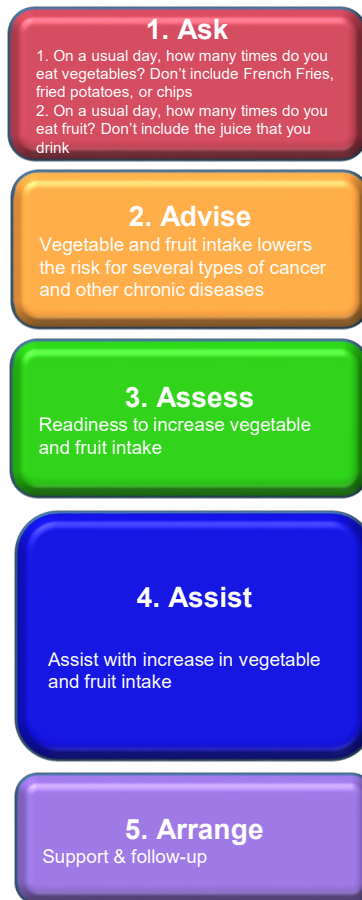 1. Ask
1. On a usual day, how many times do you
eat vegetables? Don’t include French Fries,
fried potatoes, or chips
2. On a usual day, how many times do you
eat fruit? Don’t include the juice that you
drink
2. Advise
Vegetable and fruit intake lowers
the risk for several types of cancer
and other chronic diseases
3. Assess
Readiness to increase vegetable
and fruit intake
4. Assist
Assist with increase in vegetable
and fruit intake
5. Arrange
Support & follow-up